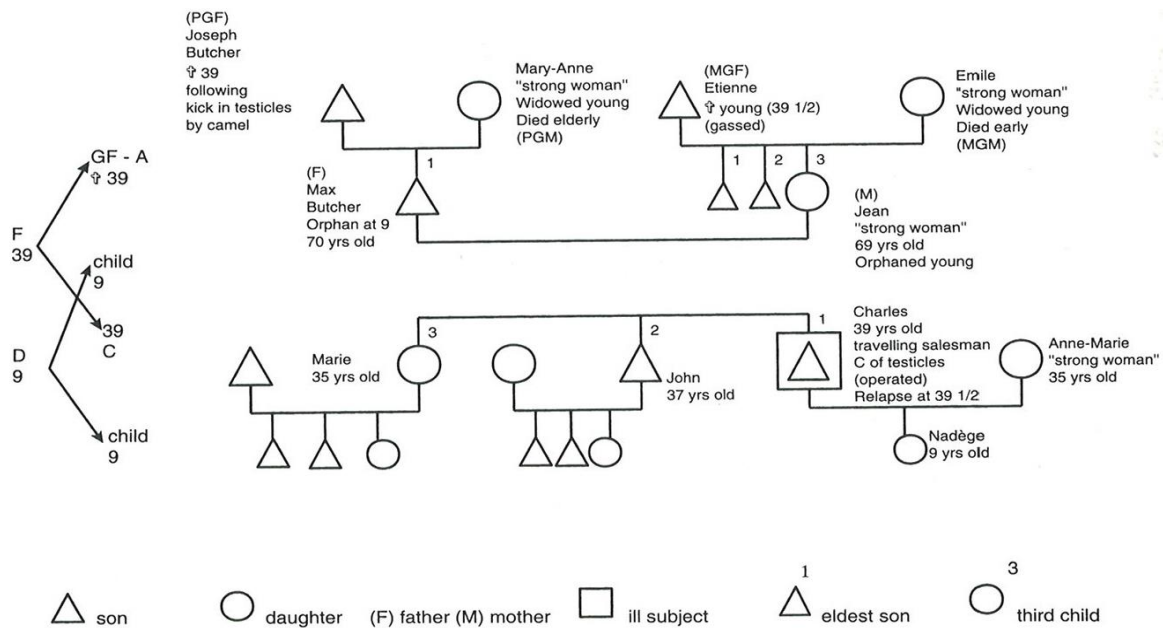 (PGF)
Joseph
Butcher
✞ 39
following
kick in testicles
by camel
Mary-Anne
"strong woman"
Widowed young
Died elderly
(PGM)
(MGF)
Etienne
✞ young (39 1/2)
(gassed)
Emile
"strong woman"
Widowed young
Died early
(MGM)
1
1
2
3
(F)
Max
Butcher
Orphan at 9
70 yrs old
(M)
Jean
"strong woman"
69 yrs old
Orphaned young
GF - A
✞ 39
F
39
child
9
39
C
D
9
child
9
3
2
1
Marie
35 yrs old
John
37 yrs old
Charles
39 yrs old
travelling salesman
C of testicles
(operated)
Relapse at 39 1/2
Anne-Marie
"strong woman"
35 yrs old
Nadège
9 yrs old
son
daughter
(F) father (M) mother
ill subject
1
eldest son
3
third child